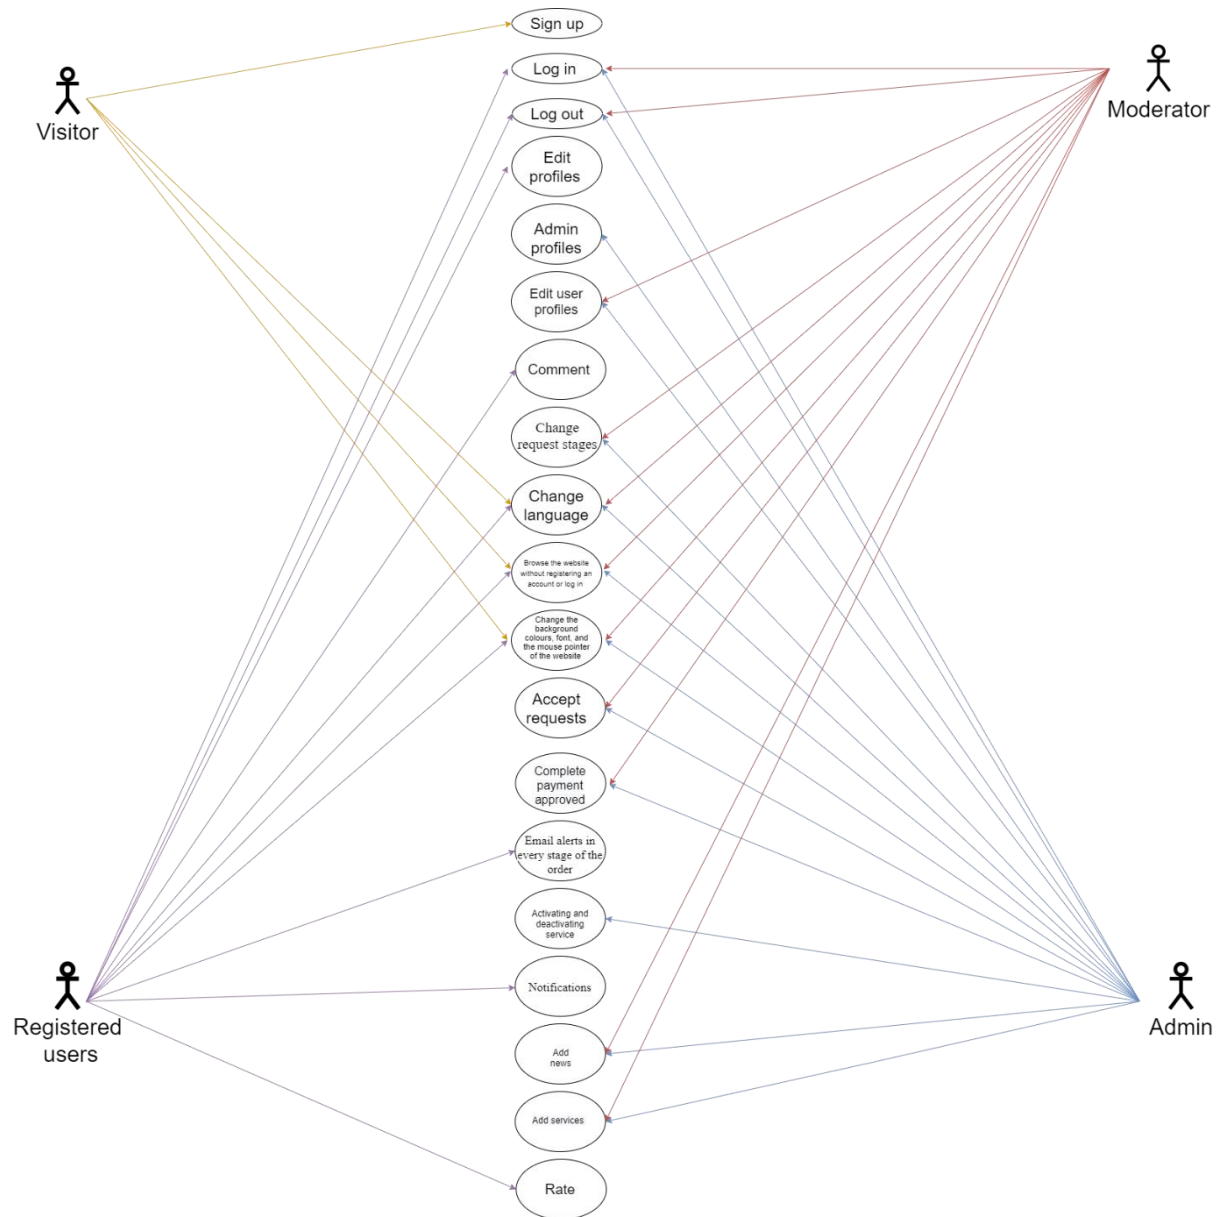 Sign up
Log in
Visitor
Moderator
Log out
Edit
profiles
Admin
profiles
Edit user
profiles
Comment
Change
request stages
Change
language
Browse the website
without registering an
account or log in
Change the
background
colours, font, and
the mouse pointer
of the website
Accept
requests
Complete
payment
approved
Email alerts in
every stage of the
order
Activating and
deactivating
service
Notifications
Registered
users
Admin
Add
news
Add services
Rate